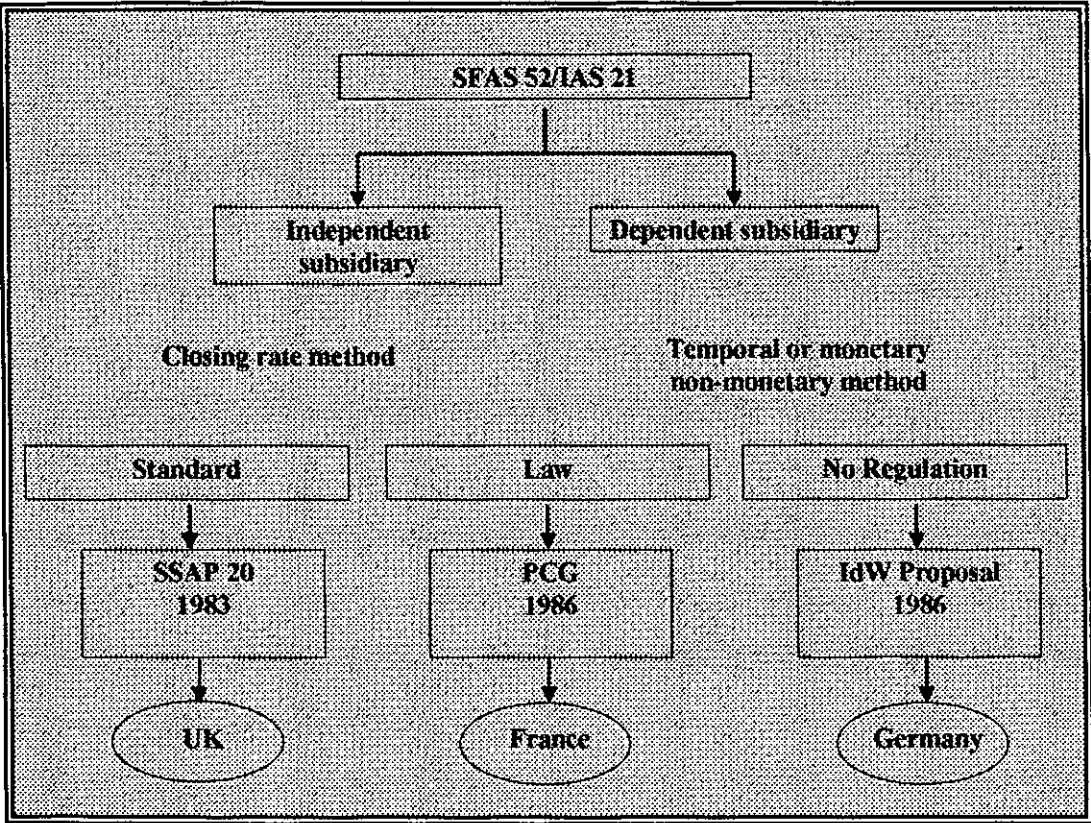 SFAS 52/IAS 21
Independent
subsidiary
Dependent subsidiary
Closing rate method
Temporal or monetary
non-monetary method
Standard
Law
No Regulation
SSAP 20
1983
PCG
1986
IdW Proposal
1986
UK
France
Germany